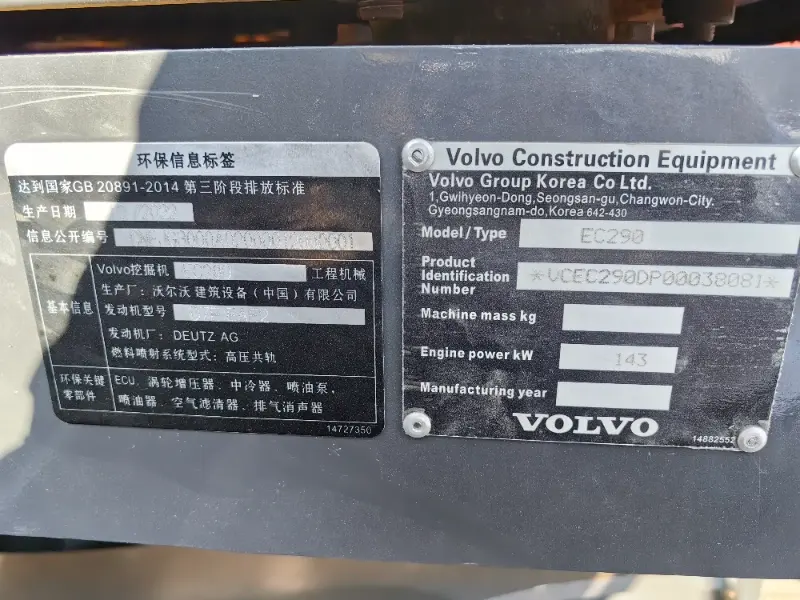 环保信息标签
达到国家GB 20891-2014 第三阶段排放标准
生产日期
信息公开编号
基本信息
Volvo挖掘机 工程机械
生产厂: 沃尔沃建筑设备（中国）有限公司
发动机型号
发动机厂: DEUTZ AG
燃料喷射系统型式: 高压共轨
环保关键
零部件
ECU、涡轮增压器、中冷器、喷油泵、
喷油器、空气滤清器、排气消声器
14727350
Volvo Construction Equipment
Volvo Group Korea Co Ltd.
1,Gwihyeon-Dong,Seongsan-gu,Changwon-City.
Gyeongsangnam-do,Korea 642-430
Model/Type EC290
Product
Identification
Number
*VCEC290DP00038081*
Machine mass kg
Engine power kW 143
Manufacturing year
VOLVO
14882552